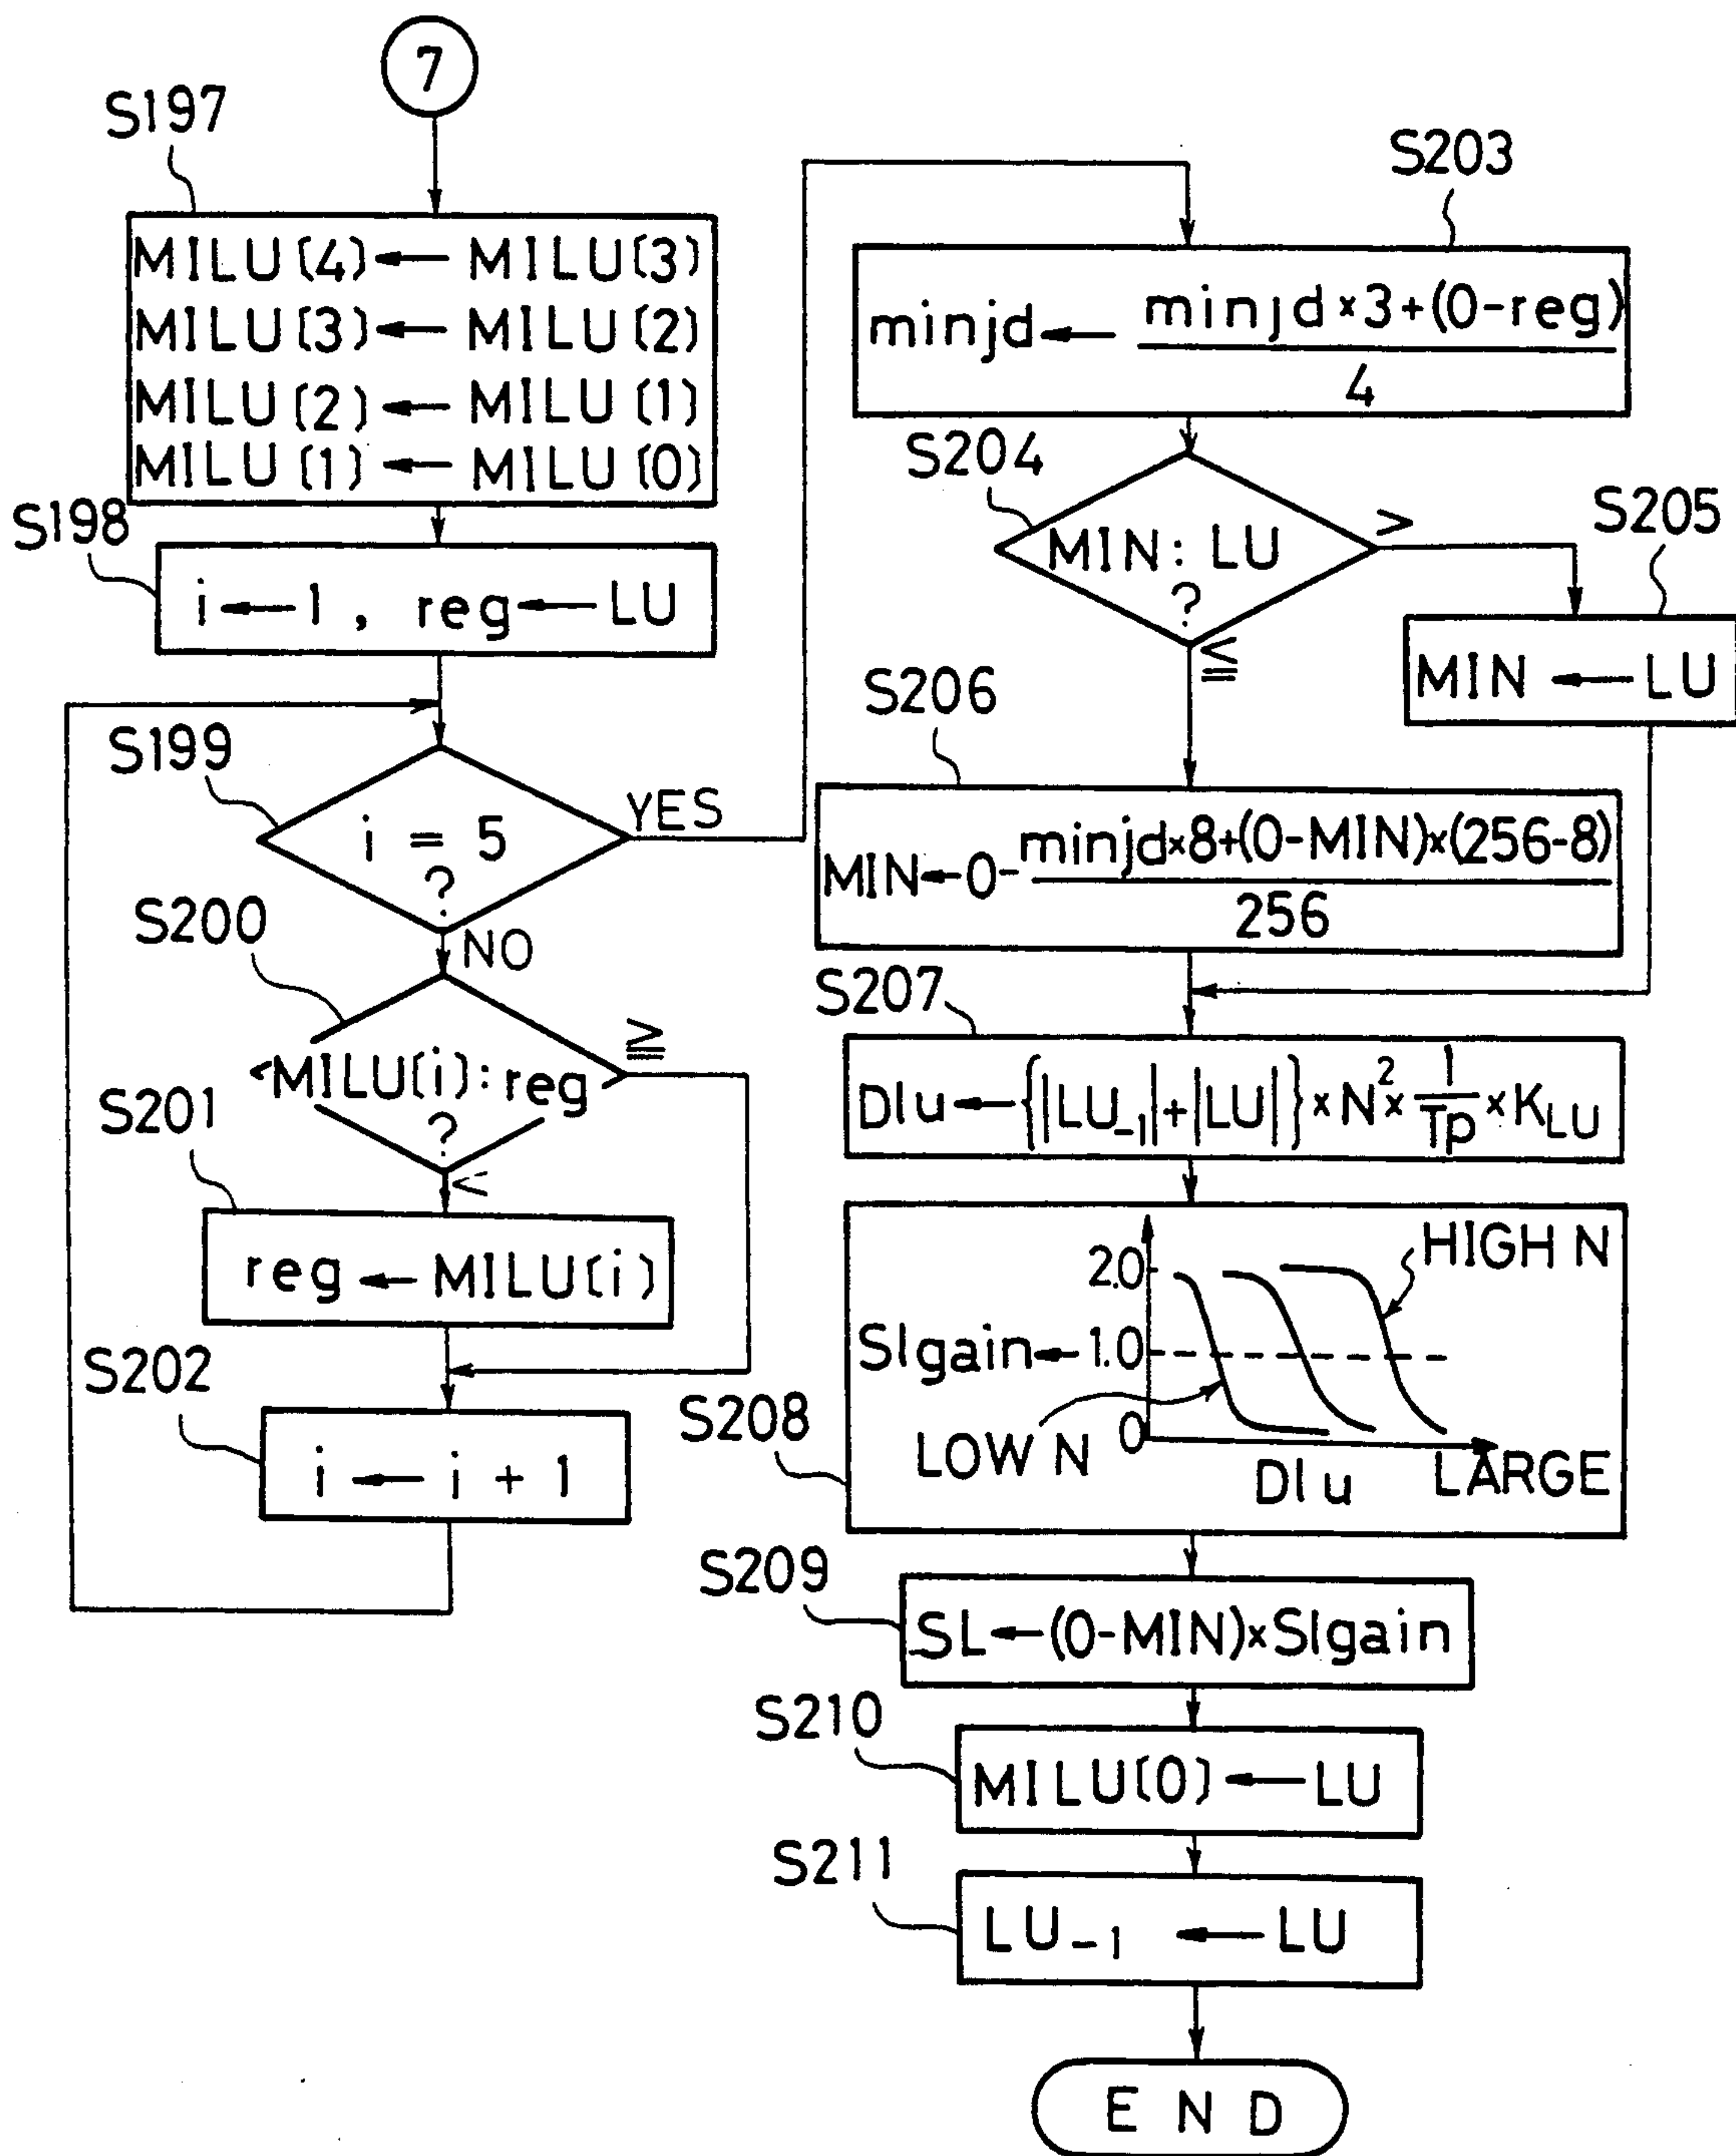 7
S197
MILU(4) ← MILU(3)
MILU(3) ← MILU(2)
MILU(2) ← MILU(1)
MILU(1) ← MILU(0)
S198
i ← 1 , reg ← LU
S199
i = 5
?
YES
NO
S200
MILU(i) : reg
?
≧
<
S201
reg ← MILU(i)
S202
i ← i + 1
S203
minjd ← minjd × 3 + (0 - reg)
4
S204
MIN : LU
?
>
≦
S205
MIN ← LU
S206
MIN ← 0 - minjd × 8 + (0 - MIN) × (256 - 8)
256
S207
Dlu ← {|LU₋₁| + |LU|} × N² × 1/Tp × K_LU
S208
2.0
HIGH N
Slgain ← 1.0
0
LOW N
Dlu
LARGE
S209
SL ← (0 - MIN) × Slgain
S210
MILU(0) ← LU
S211
LU₋₁ ← LU
END